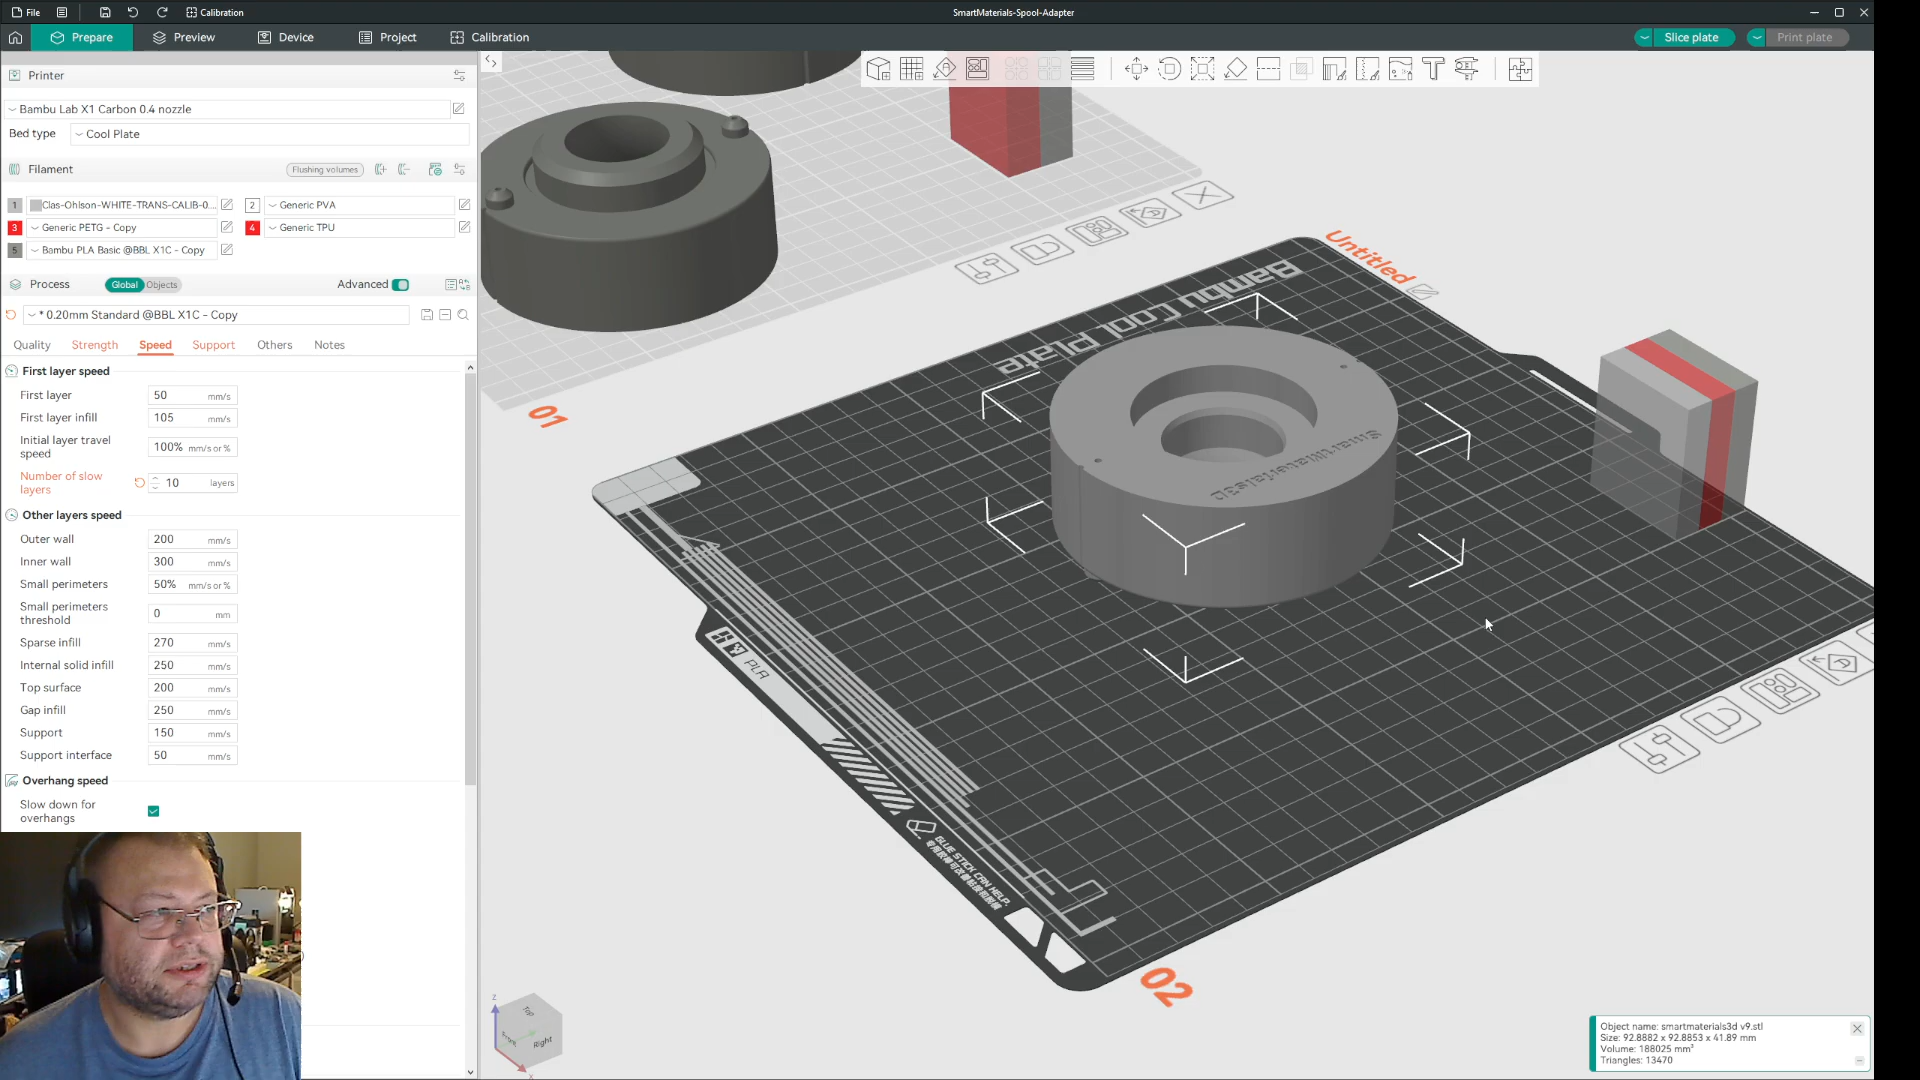 File
Calibration
SmartMaterials-Spool-Adapter
Prepare
Preview
Device
Project
Calibration
Slice plate
Print plate
Printer
Bambu Lab X1 Carbon 0.4 nozzle
Bed type
Cool Plate
Filament
Flushing volumes
1 Clas-Ohlson-WHITE-TRANS-CALIB-0...
2 Generic PVA
3 Generic PETG - Copy
4 Generic TPU
5 Bambu PLA Basic @BBL X1C - Copy
Process
Global
Objects
Advanced
* 0.20mm Standard @BBL X1C - Copy
Quality
Strength
Speed
Support
Others
Notes
First layer speed
First layer 50 mm/s
First layer infill 105 mm/s
Initial layer travel
speed
100% mm/s or %
Number of slow
layers
10 layers
Other layers speed
Outer wall 200 mm/s
Inner wall 300 mm/s
Small perimeters 50% mm/s or %
Small perimeters
threshold
0 mm
Sparse infill 270 mm/s
Internal solid infill 250 mm/s
Top surface 200 mm/s
Gap infill 250 mm/s
Support 150 mm/s
Support interface 50 mm/s
Overhang speed
Slow down for
overhangs
01
Untitled
Bambu Cool Plate
smartmaterials3d
PLA
GLUE STICK CAN HELP.
02
Top
Front
Right
z
x
Object name: smartmaterials3d v9.stl
Size: 92.8882 x 92.8853 x 41.89 mm
Volume: 188025 mm³
Triangles: 13470